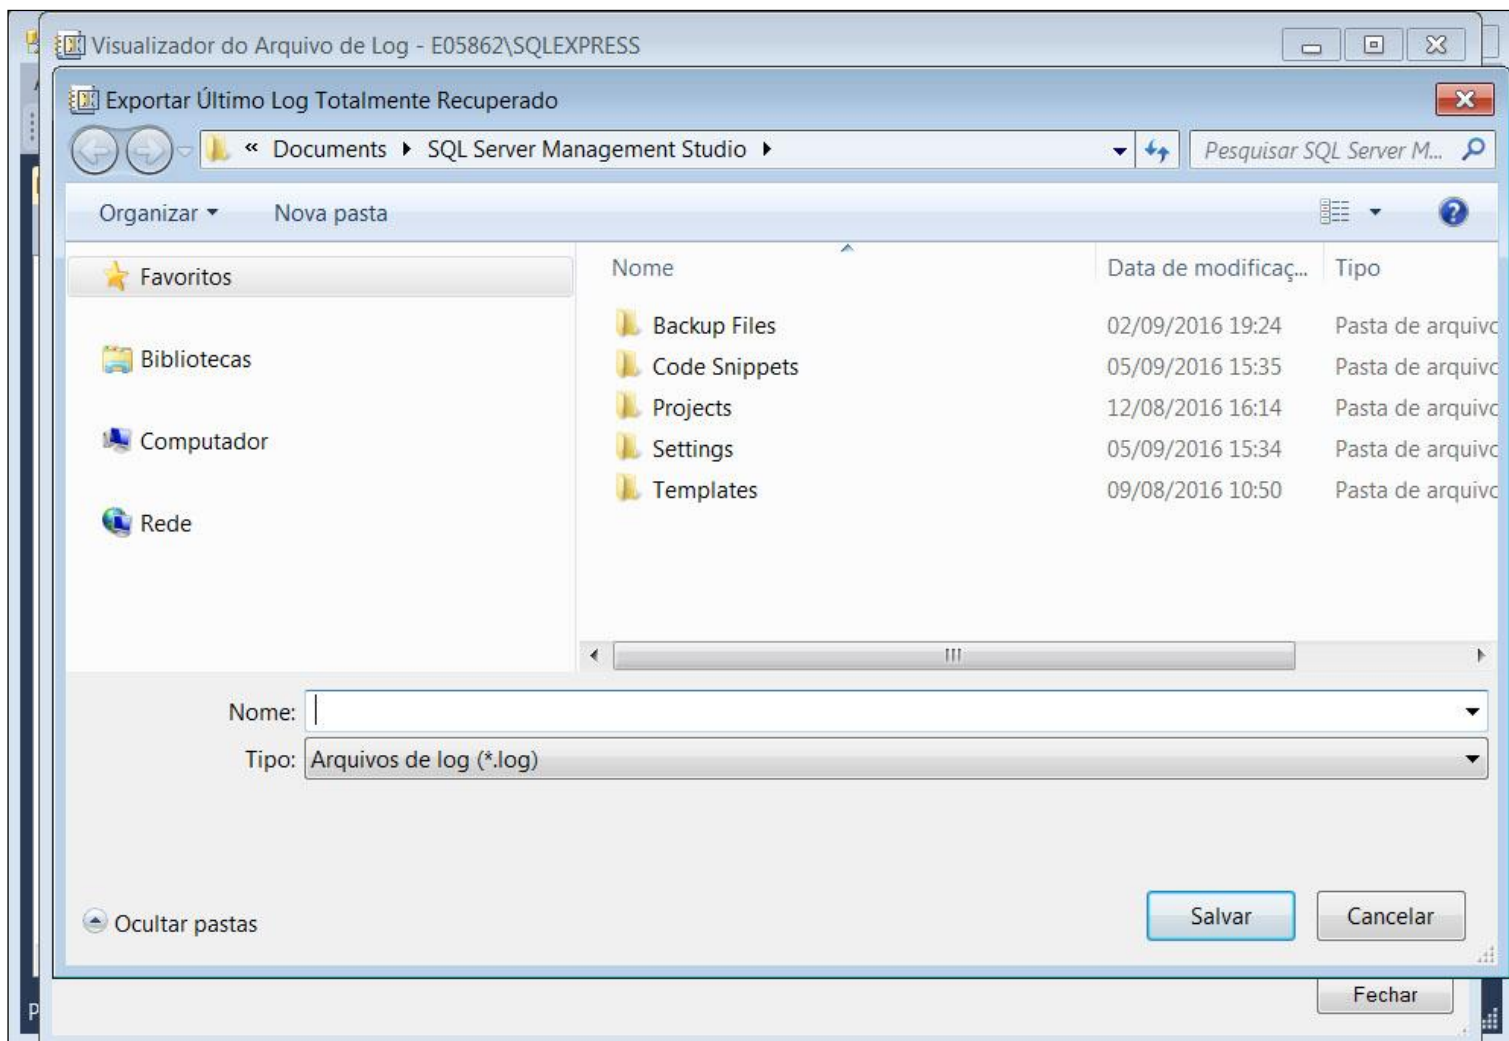 Visualizador do Arquivo de Log - E05862\SQLEXPRESS
Exportar Último Log Totalmente Recuperado
« Documents SQL Server Management Studio
Pesquisar SQL Server M...
Organizar Nova pasta
Favoritos
Bibliotecas
Computador
Rede
Nome Data de modificaç... Tipo
Backup Files 02/09/2016 19:24 Pasta de arquivo
Code Snippets 05/09/2016 15:35 Pasta de arquivo
Projects 12/08/2016 16:14 Pasta de arquivo
Settings 05/09/2016 15:34 Pasta de arquivo
Templates 09/08/2016 10:50 Pasta de arquivo
Nome:
Tipo: Arquivos de log (*.log)
Ocultar pastas
Salvar Cancelar
Fechar